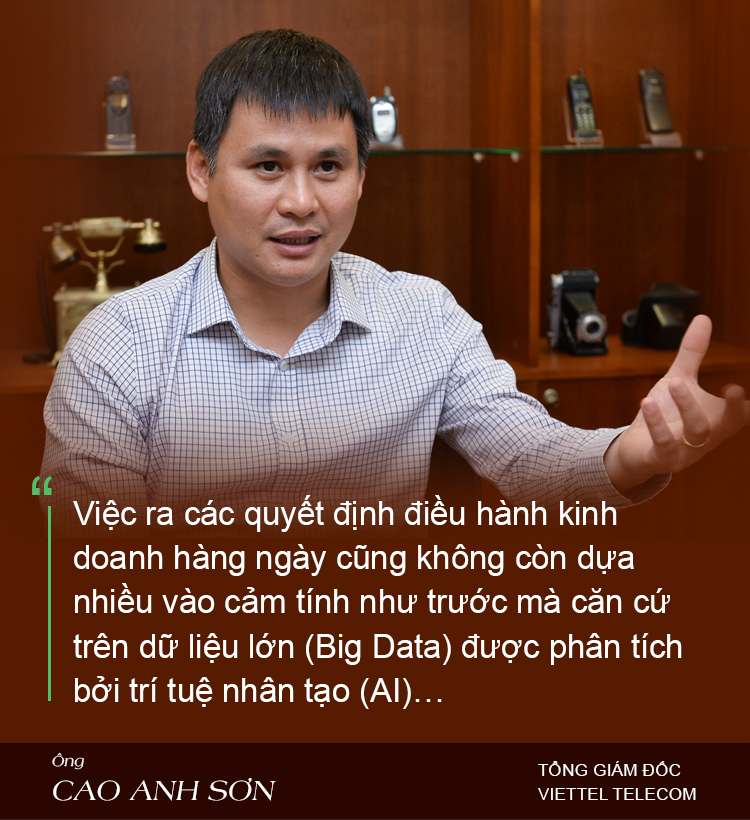 “
Việc ra các quyết định điều hành kinh
doanh hàng ngày cũng không còn dựa
nhiều vào cảm tính như trước mà căn cứ
trên dữ liệu lớn (Big Data) được phân tích
bởi trí tuệ nhân tạo (AI)...
Ông
CAO ANH SƠN
TỔNG GIÁM ĐỐC
VIETTEL TELECOM